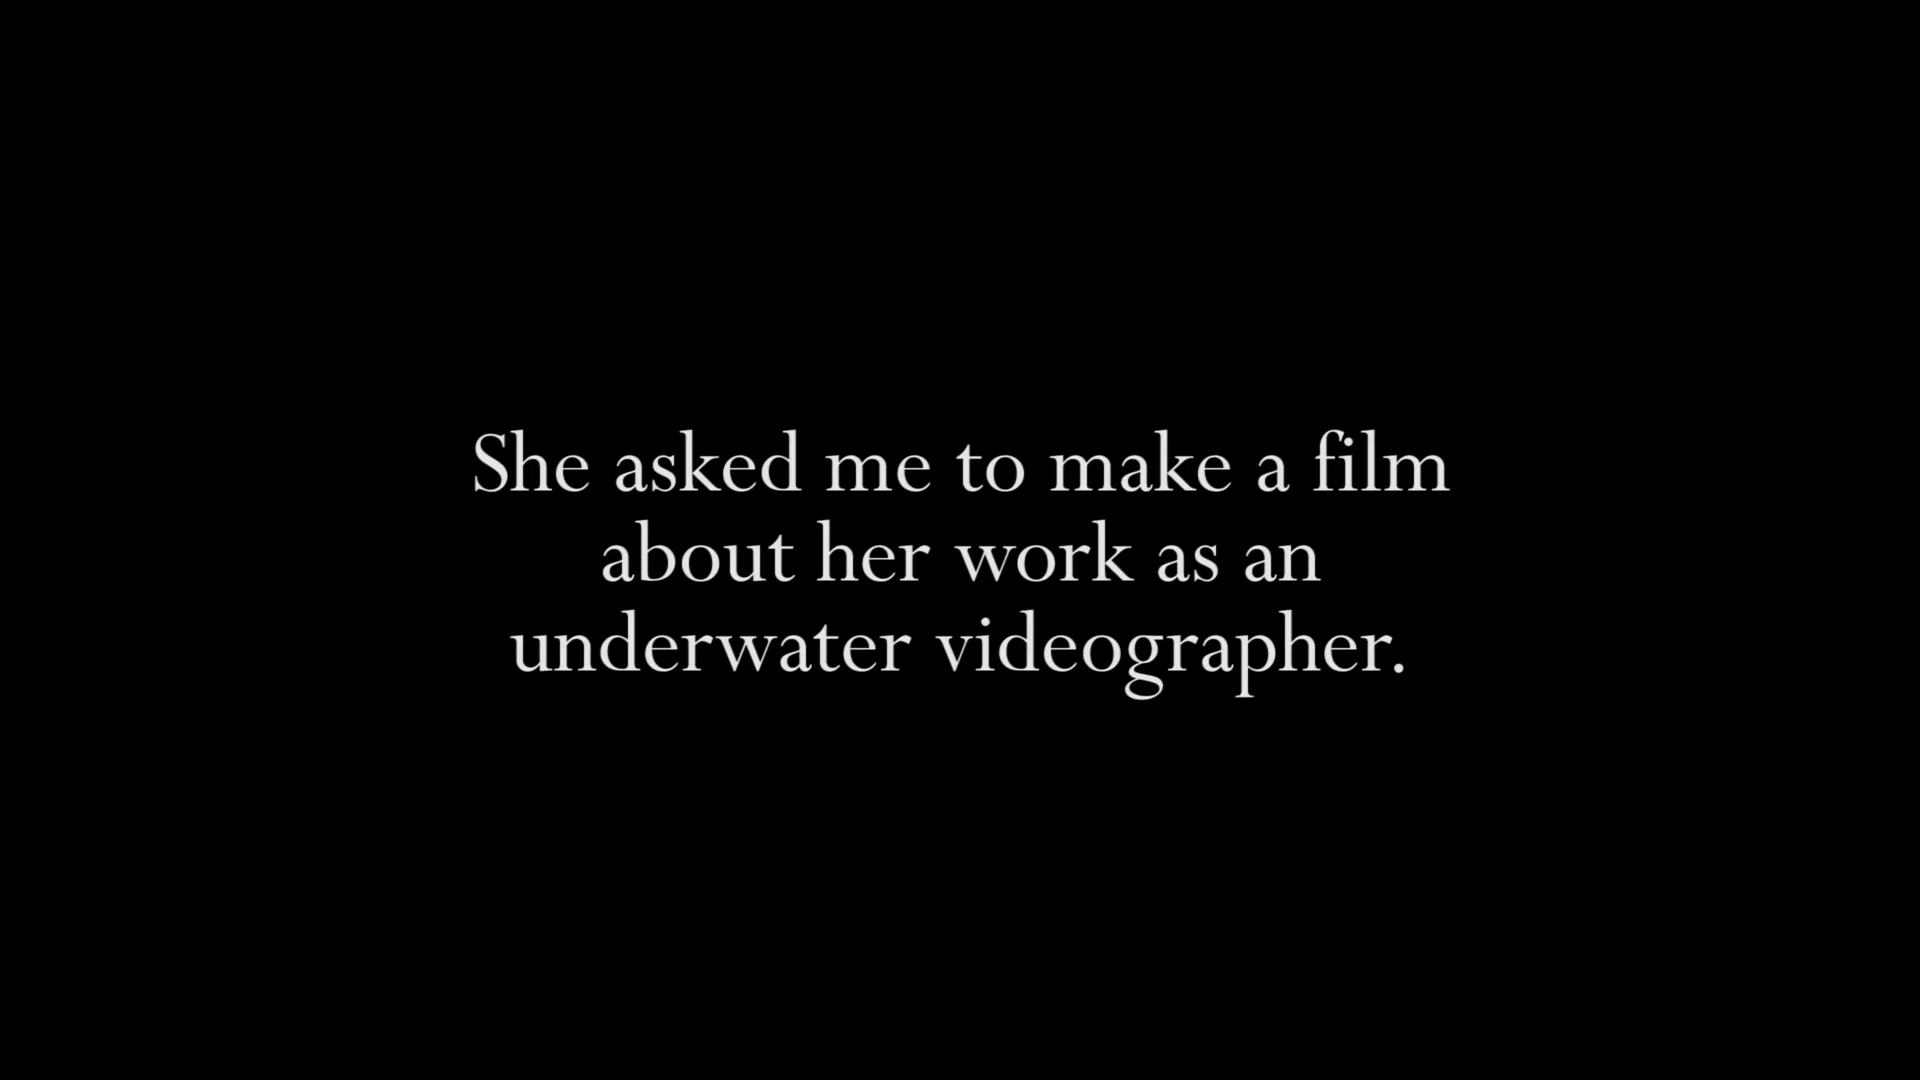 She asked me to make a film
about her work as an
underwater videographer.